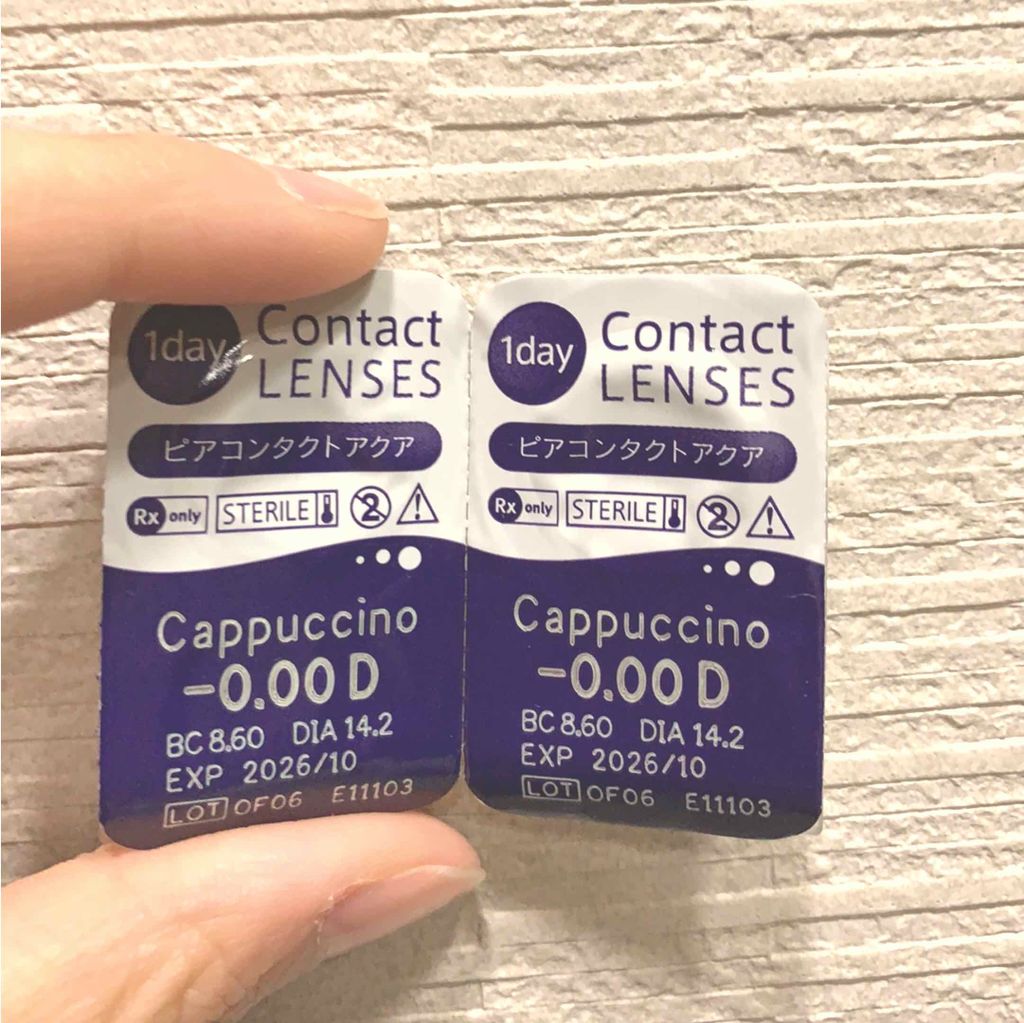 1day
Contact
LENSES
ピアコンタクトアクア
Rx only
STERILE
2
Cappuccino
-0.00 D
BC 8.60 DIA 14.2
EXP 2026/10
LOT OF06 E11103
1day
Contact
LENSES
ピアコンタクトアクア
Rx only
STERILE
2
Cappuccino
-0.00 D
BC 8.60 DIA 14.2
EXP 2026/10
LOT OF06 E11103